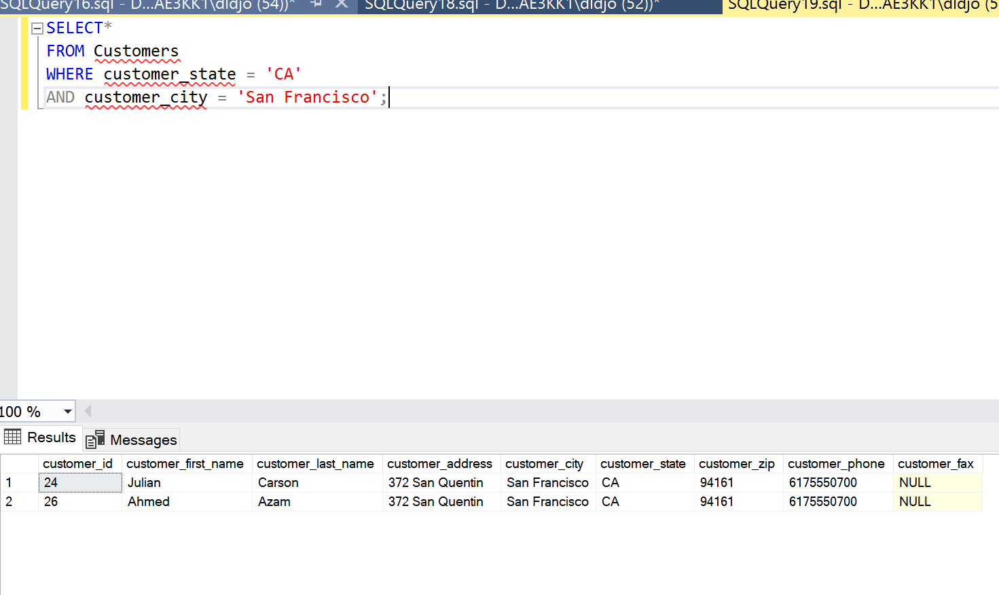 SQLQuery16.sql - D...AE3KK1\dldjo (54))* SQLQuery18.sql - D...AE3KK1\dldjo (52))* SQLQuery19.sql - D...AE3KK1\dldjo (5
SELECT*
FROM Customers
WHERE customer_state = 'CA'
AND customer_city = 'San Francisco';
100 %
Results Messages
customer_id customer_first_name customer_last_name customer_address customer_city customer_state customer_zip customer_phone customer_fax
1 24 Julian Carson 372 San Quentin San Francisco CA 94161 6175550700 NULL
2 26 Ahmed Azam 372 San Quentin San Francisco CA 94161 6175550700 NULL